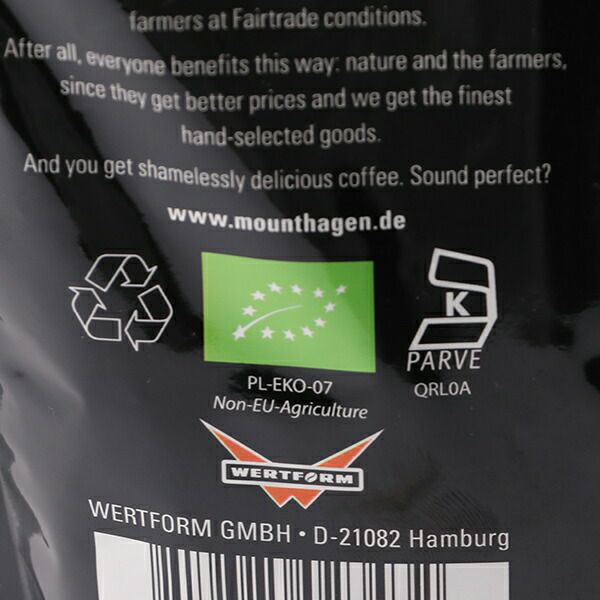 farmers at Fairtrade conditions.
After all, everyone benefits this way: nature and the farmers,
since they get better prices and we get the finest
hand-selected goods.
And you get shamelessly delicious coffee. Sound perfect?
www.mounthagen.de
K
PARVE
QRL0A
PL-EKO-07
Non-EU-Agriculture
WERTFORM
WERTFORM GMBH • D-21082 Hamburg